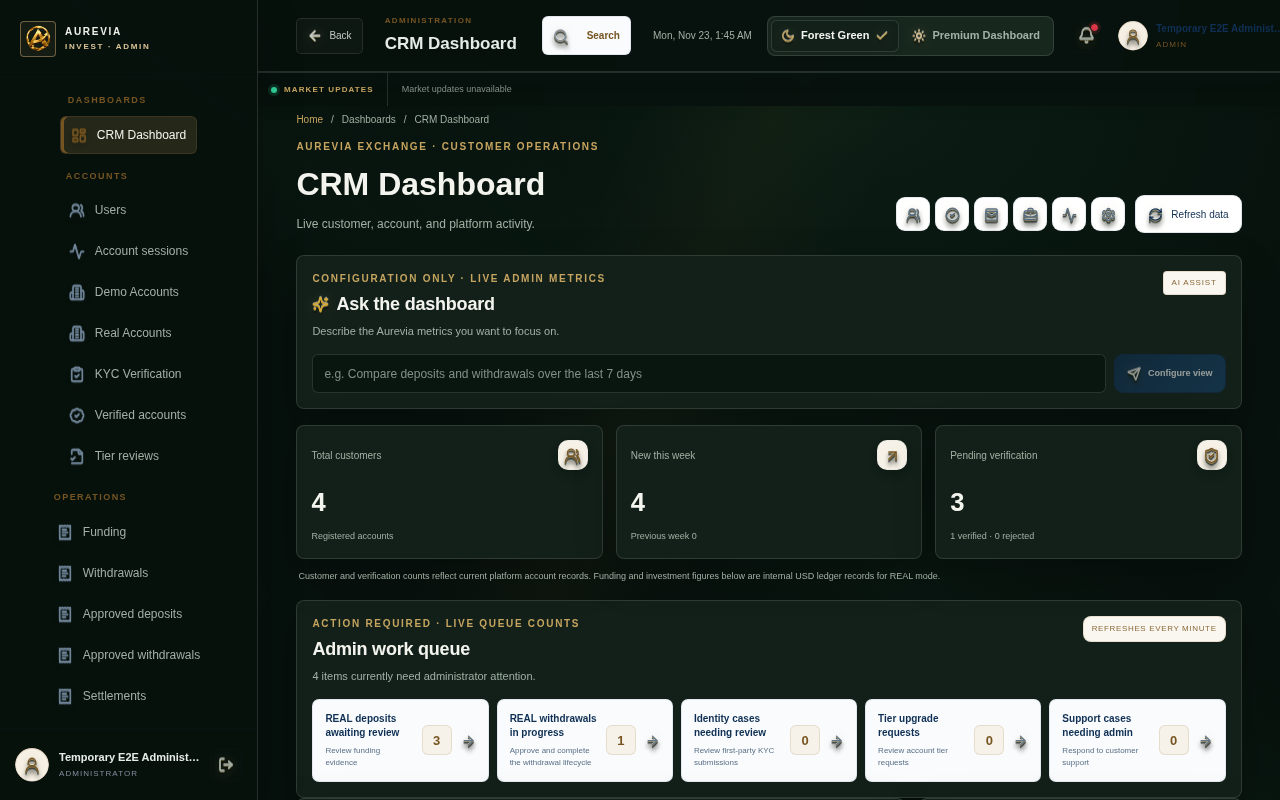 AUREVIA
INVEST · ADMIN
DASHBOARDS
CRM Dashboard
ACCOUNTS
Users
Account sessions
Demo Accounts
Real Accounts
KYC Verification
Verified accounts
Tier reviews
OPERATIONS
Funding
Withdrawals
Approved deposits
Approved withdrawals
Settlements
Temporary E2E Administ...
ADMINISTRATOR
Back
ADMINISTRATION
CRM Dashboard
Search
Mon, Nov 23, 1:45 AM
Forest Green
Premium Dashboard
Temporary E2E Administ...
ADMIN
MARKET UPDATES
Market updates unavailable
Home / Dashboards / CRM Dashboard
AUREVIA EXCHANGE · CUSTOMER OPERATIONS
CRM Dashboard
Live customer, account, and platform activity.
Refresh data
CONFIGURATION ONLY · LIVE ADMIN METRICS
Ask the dashboard
Describe the Aurevia metrics you want to focus on.
AI ASSIST
e.g. Compare deposits and withdrawals over the last 7 days
Configure view
Total customers
4
Registered accounts
New this week
4
Previous week 0
Pending verification
3
1 verified · 0 rejected
Customer and verification counts reflect current platform account records. Funding and investment figures below are internal USD ledger records for REAL mode.
ACTION REQUIRED · LIVE QUEUE COUNTS
Admin work queue
4 items currently need administrator attention.
REFRESHES EVERY MINUTE
REAL deposits
awaiting review
Review funding
evidence
3
REAL withdrawals
in progress
Approve and complete
the withdrawal lifecycle
1
Identity cases
needing review
Review first-party KYC
submissions
0
Tier upgrade
requests
Review account tier
requests
0
Support cases
needing admin
Respond to customer
support
0